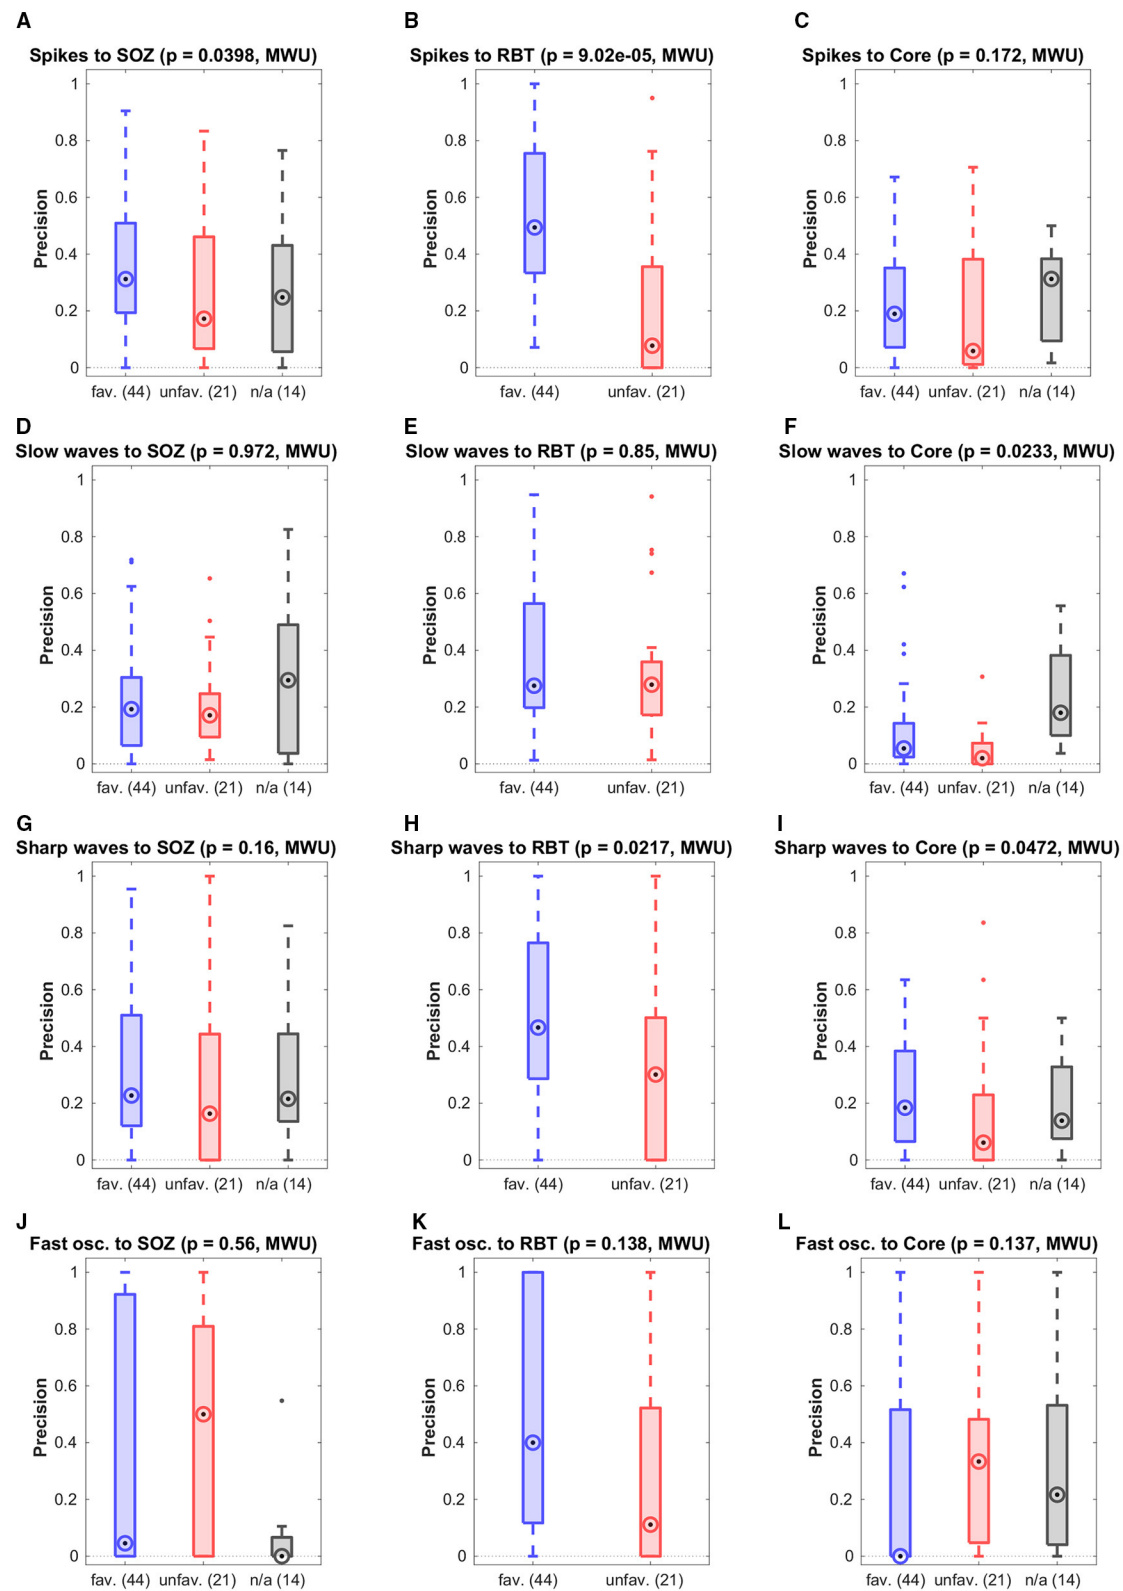 A
B
C
Spikes to SOZ (p = 0.0398, MWU)
Spikes to RBT (p = 9.02e-05, MWU)
Spikes to Core (p = 0.172, MWU)
1
0.8
0.6
0.4
0.2
0
Precision
fav. (44) unfav. (21) n/a (14)
1
0.8
0.6
0.4
0.2
0
Precision
fav. (44) unfav. (21)
1
0.8
0.6
0.4
0.2
0
Precision
fav. (44) unfav. (21) n/a (14)
D
E
F
Slow waves to SOZ (p = 0.972, MWU)
Slow waves to RBT (p = 0.85, MWU)
Slow waves to Core (p = 0.0233, MWU)
1
0.8
0.6
0.4
0.2
0
Precision
fav. (44) unfav. (21) n/a (14)
1
0.8
0.6
0.4
0.2
0
Precision
fav. (44) unfav. (21)
1
0.8
0.6
0.4
0.2
0
Precision
fav. (44) unfav. (21) n/a (14)
G
H
I
Sharp waves to SOZ (p = 0.16, MWU)
Sharp waves to RBT (p = 0.0217, MWU)
Sharp waves to Core (p = 0.0472, MWU)
1
0.8
0.6
0.4
0.2
0
Precision
fav. (44) unfav. (21) n/a (14)
1
0.8
0.6
0.4
0.2
0
Precision
fav. (44) unfav. (21)
1
0.8
0.6
0.4
0.2
0
Precision
fav. (44) unfav. (21) n/a (14)
J
K
L
Fast osc. to SOZ (p = 0.56, MWU)
Fast osc. to RBT (p = 0.138, MWU)
Fast osc. to Core (p = 0.137, MWU)
1
0.8
0.6
0.4
0.2
0
Precision
fav. (44) unfav. (21) n/a (14)
1
0.8
0.6
0.4
0.2
0
Precision
fav. (44) unfav. (21)
1
0.8
0.6
0.4
0.2
0
Precision
fav. (44) unfav. (21) n/a (14)